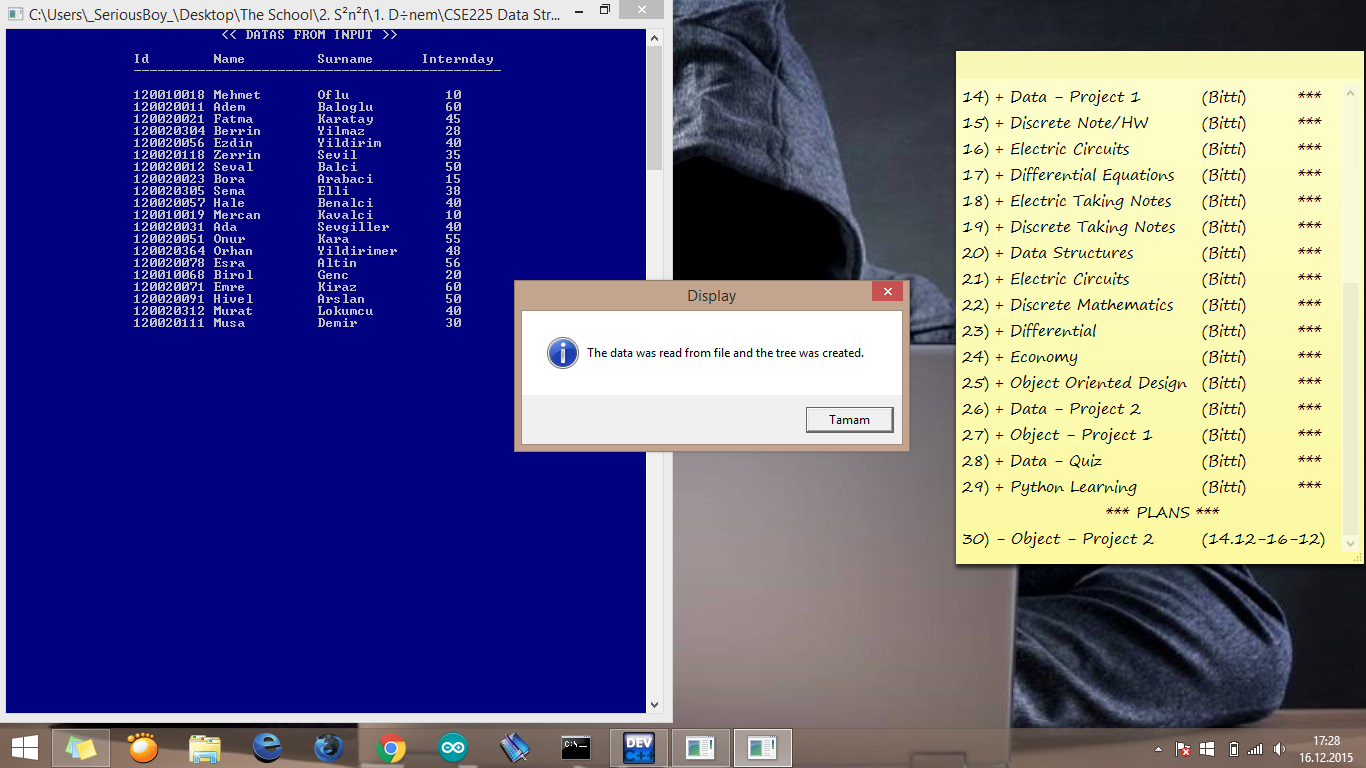 C:\Users\_SeriousBoy_\Desktop\The School\2. S²n²f\1. D÷nem\CSE225 Data Str...
<< DATAS FROM INPUT >>
Id Name Surname Internday
----------------------------------------------
120010018 Mehmet Oflu 10
120020011 Adem Baloglu 60
120020021 Fatma Karatay 45
120020304 Berrin Yilmaz 28
120020056 Ezdin Yildirim 40
120020118 Zerrin Sevil 35
120020012 Seval Balci 50
120020023 Bora Arabaci 15
120020305 Sema Elli 38
120020057 Hale Benalci 40
120010019 Mercan Kavalci 10
120020031 Ada Sevgiller 40
120020051 Onur Kara 55
120020364 Orhan Yildirimer 48
120020078 Esra Altin 56
120010068 Birol Genc 20
120020071 Emre Kiraz 60
120020091 Hivel Arslan 50
120020312 Murat Lokumcu 40
120020111 Musa Demir 30
Display
The data was read from file and the tree was created.
Tamam
14) + Data - Project 1 (Bitti) ***
15) + Discrete Note/HW (Bitti) ***
16) + Electric Circuits (Bitti) ***
17) + Differential Equations (Bitti) ***
18) + Electric Taking Notes (Bitti) ***
19) + Discrete Taking Notes (Bitti) ***
20) + Data Structures (Bitti) ***
21) + Electric Circuits (Bitti) ***
22) + Discrete Mathematics (Bitti) ***
23) + Differential (Bitti) ***
24) + Economy (Bitti) ***
25) + Object Oriented Design (Bitti) ***
26) + Data - Project 2 (Bitti) ***
27) + Object - Project 1 (Bitti) ***
28) + Data - Quiz (Bitti) ***
29) + Python Learning (Bitti) ***
*** PLANS ***
30) - Object - Project 2 (14.12-16-12)
C:\_
DEV
C++
17:28
16.12.2015